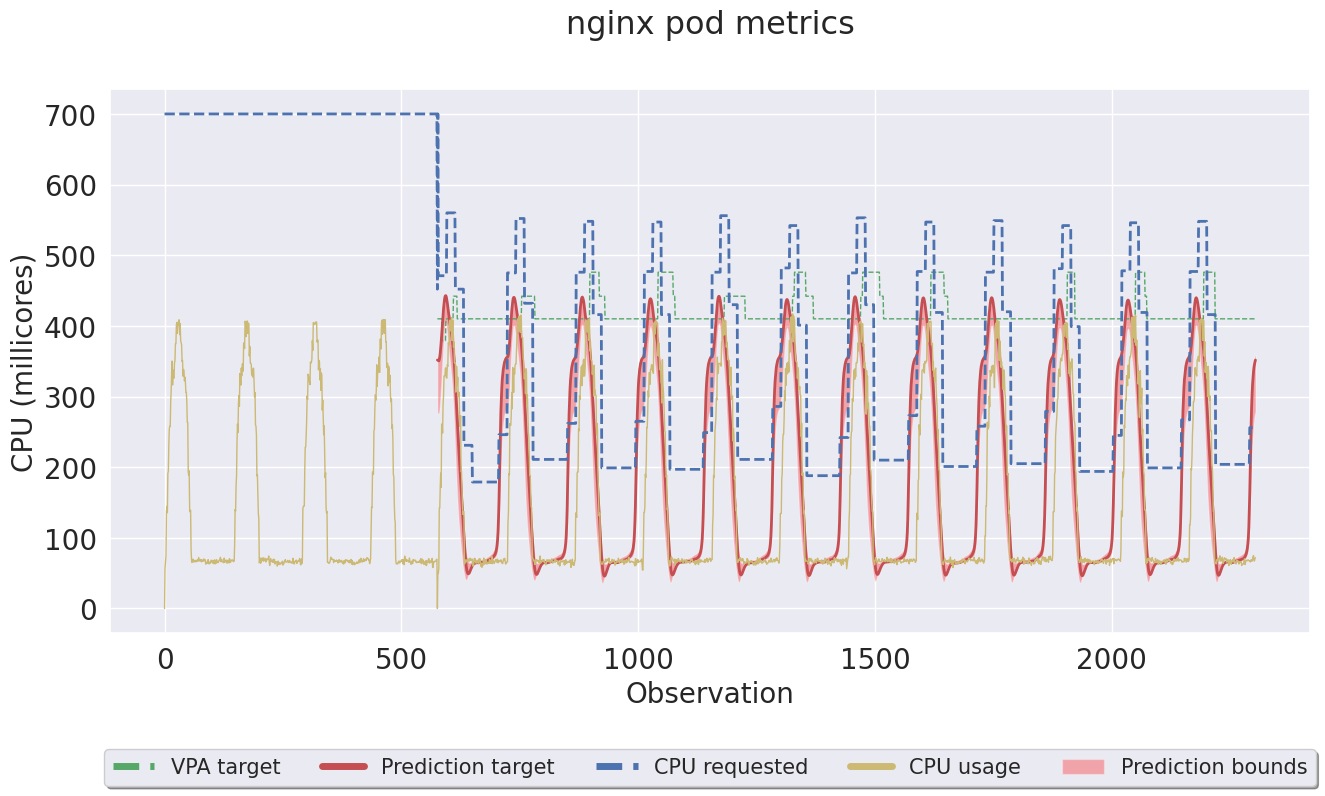 nginx pod metrics
CPU (millicores)
700
600
500
400
300
200
100
0
0 500 1000 1500 2000
Observation
VPA target Prediction target CPU requested CPU usage Prediction bounds